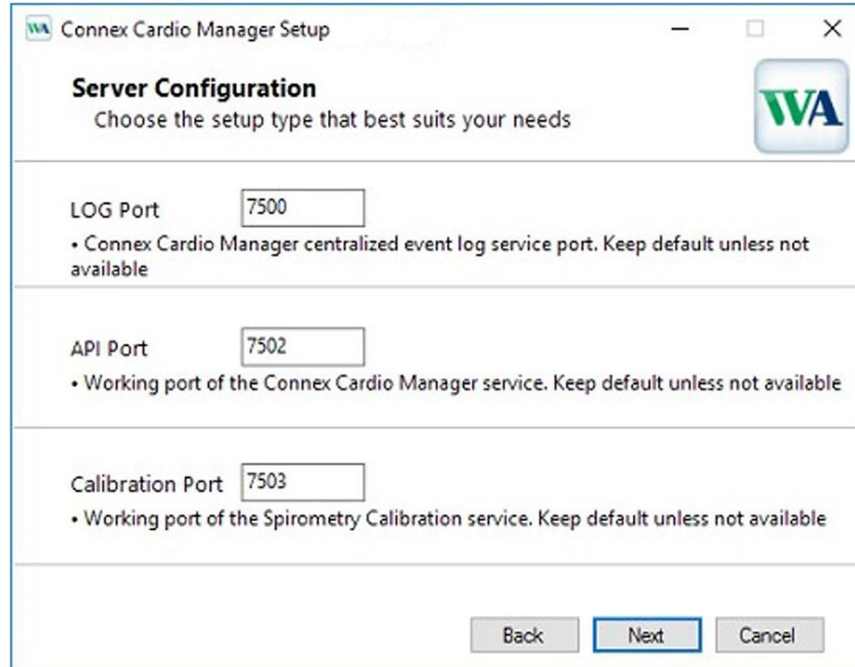 WA Connex Cardio Manager Setup
Server Configuration
Choose the setup type that best suits your needs
WA
LOG Port 7500
• Connex Cardio Manager centralized event log service port. Keep default unless not
available
API Port 7502
• Working port of the Connex Cardio Manager service. Keep default unless not available
Calibration Port 7503
• Working port of the Spirometry Calibration service. Keep default unless not available
Back Next Cancel